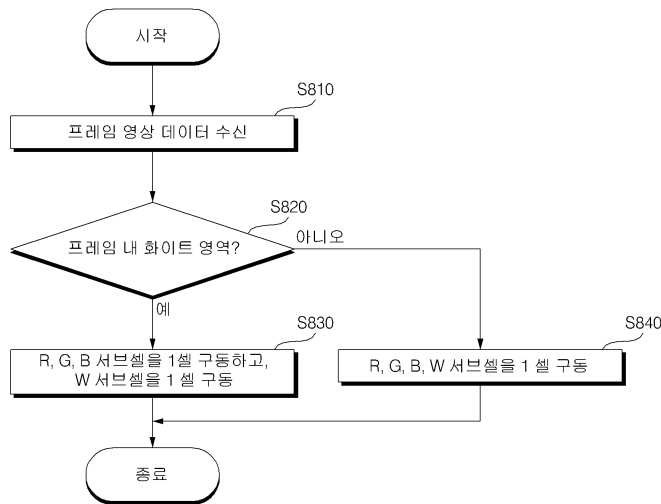 시작
S810
프레임 영상 데이터 수신
S820
프레임 내 화이트 영역?
아니오
예
S830
R, G, B 서브셀을 1셀 구동하고,
W 서브셀을 1 셀 구동
S840
R, G, B, W 서브셀을 1 셀 구동
종료